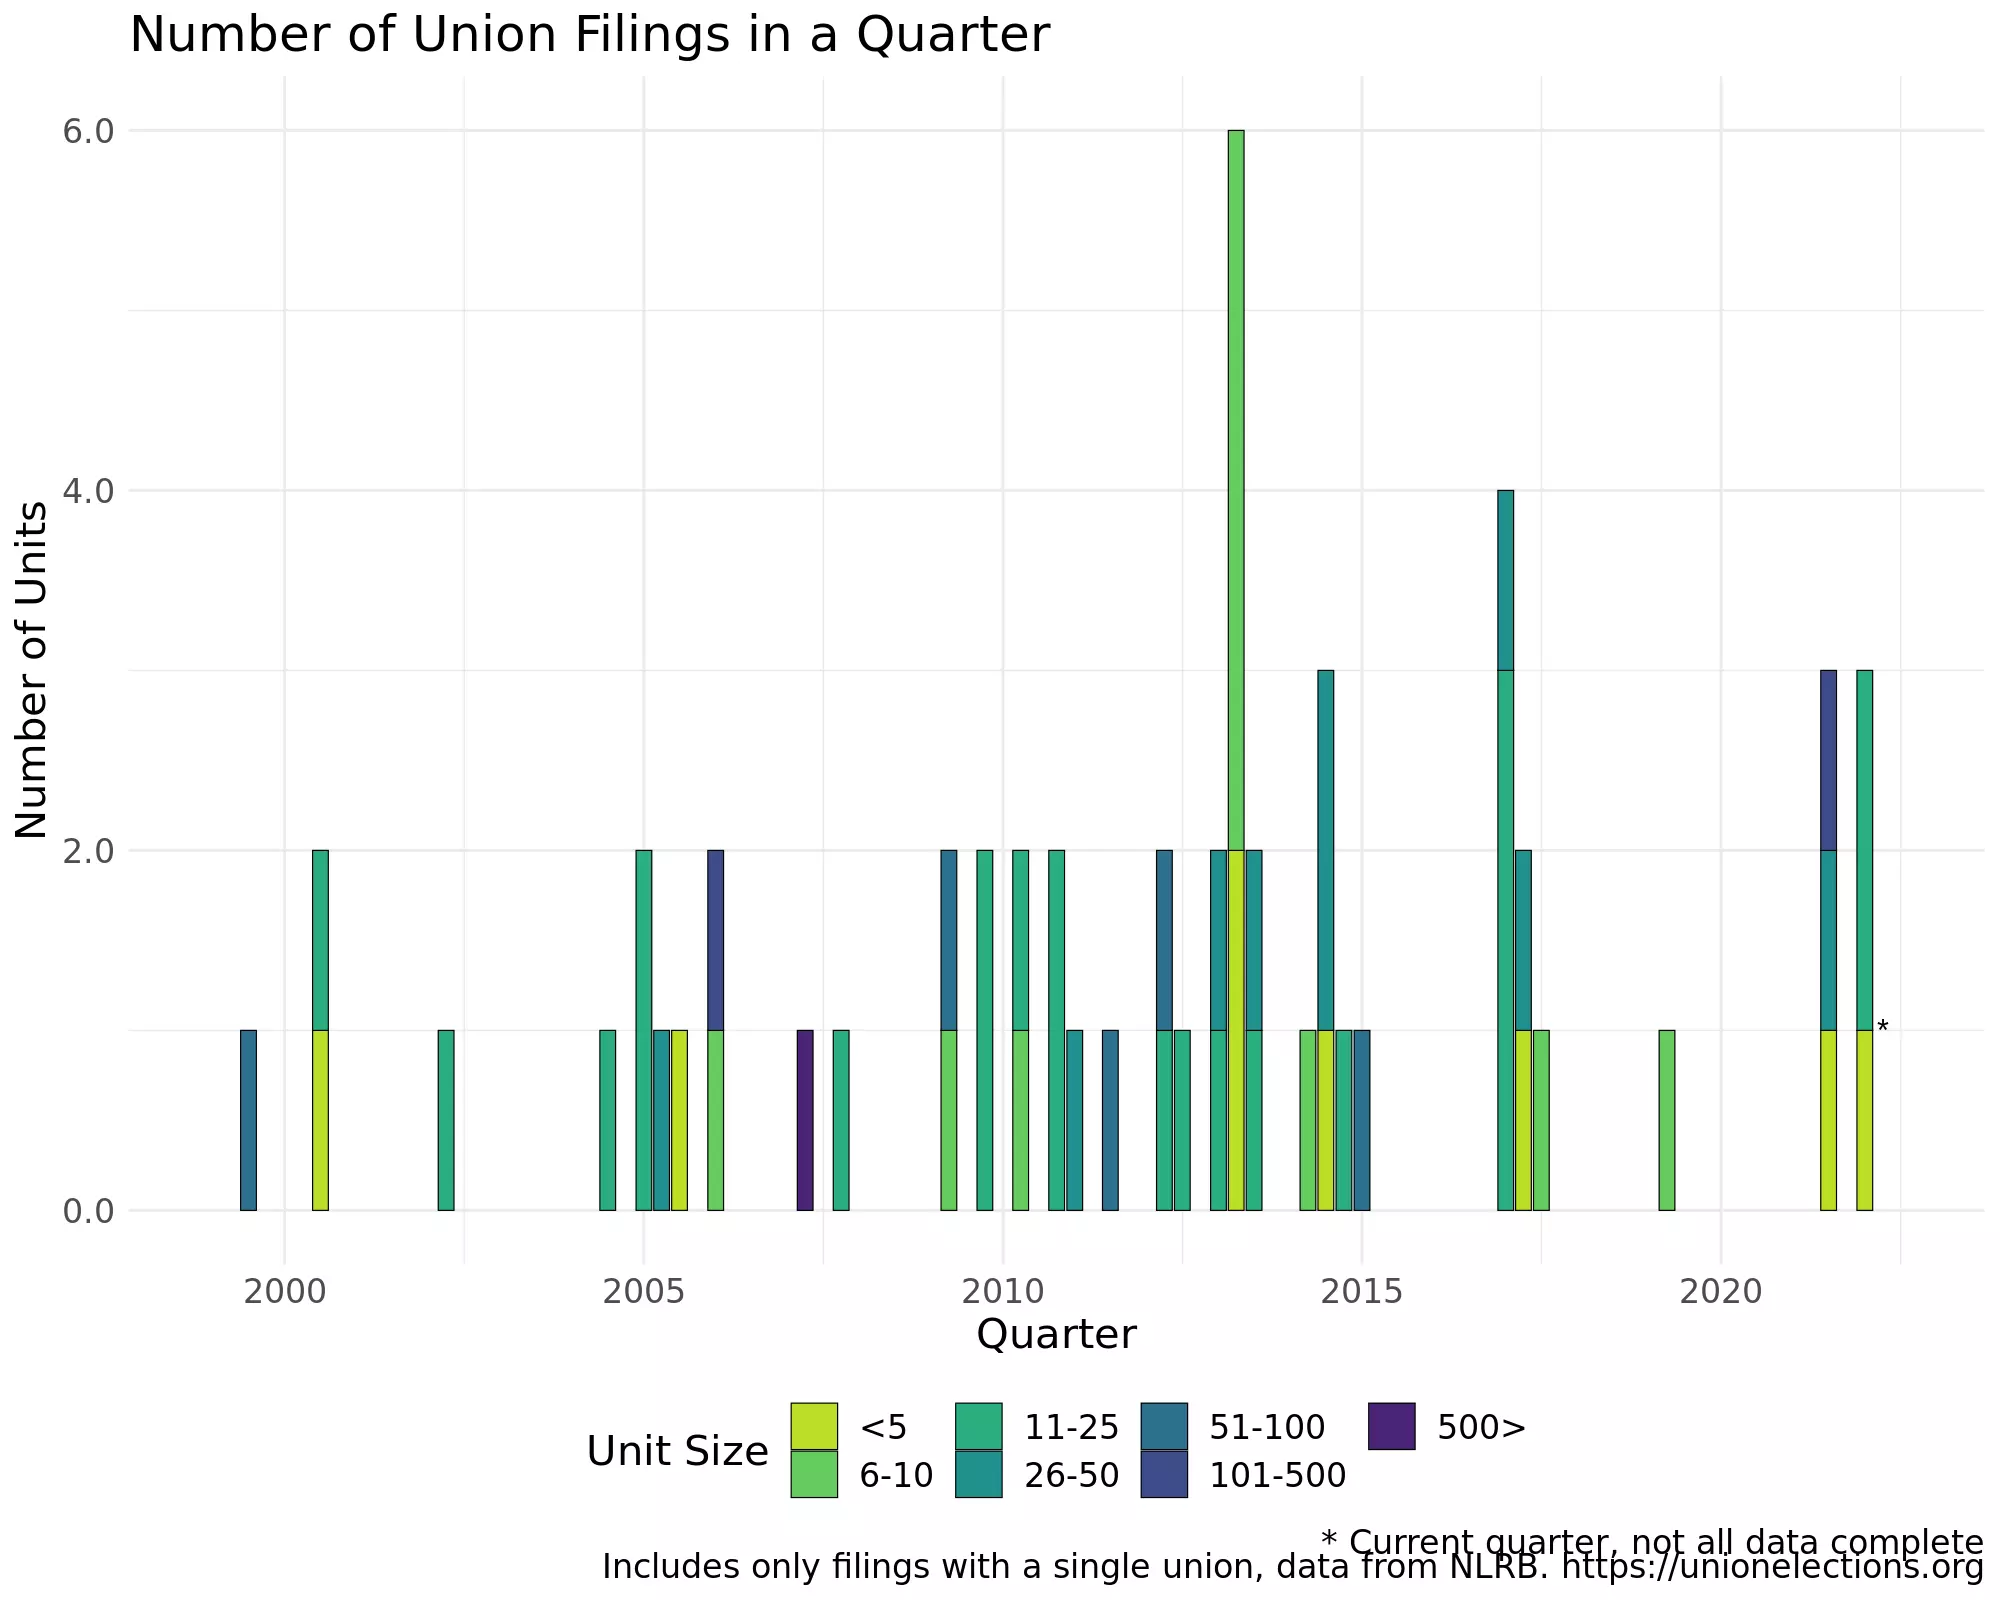 Number of Union Filings in a Quarter
6.0
4.0
2.0
0.0
Number of Units
*
2000 2005 2010 2015 2020
Quarter
Unit Size
<5 11-25 51-100 500>
6-10 26-50 101-500
* Current quarter, not all data complete
Includes only filings with a single union, data from NLRB. https://unionelections.org